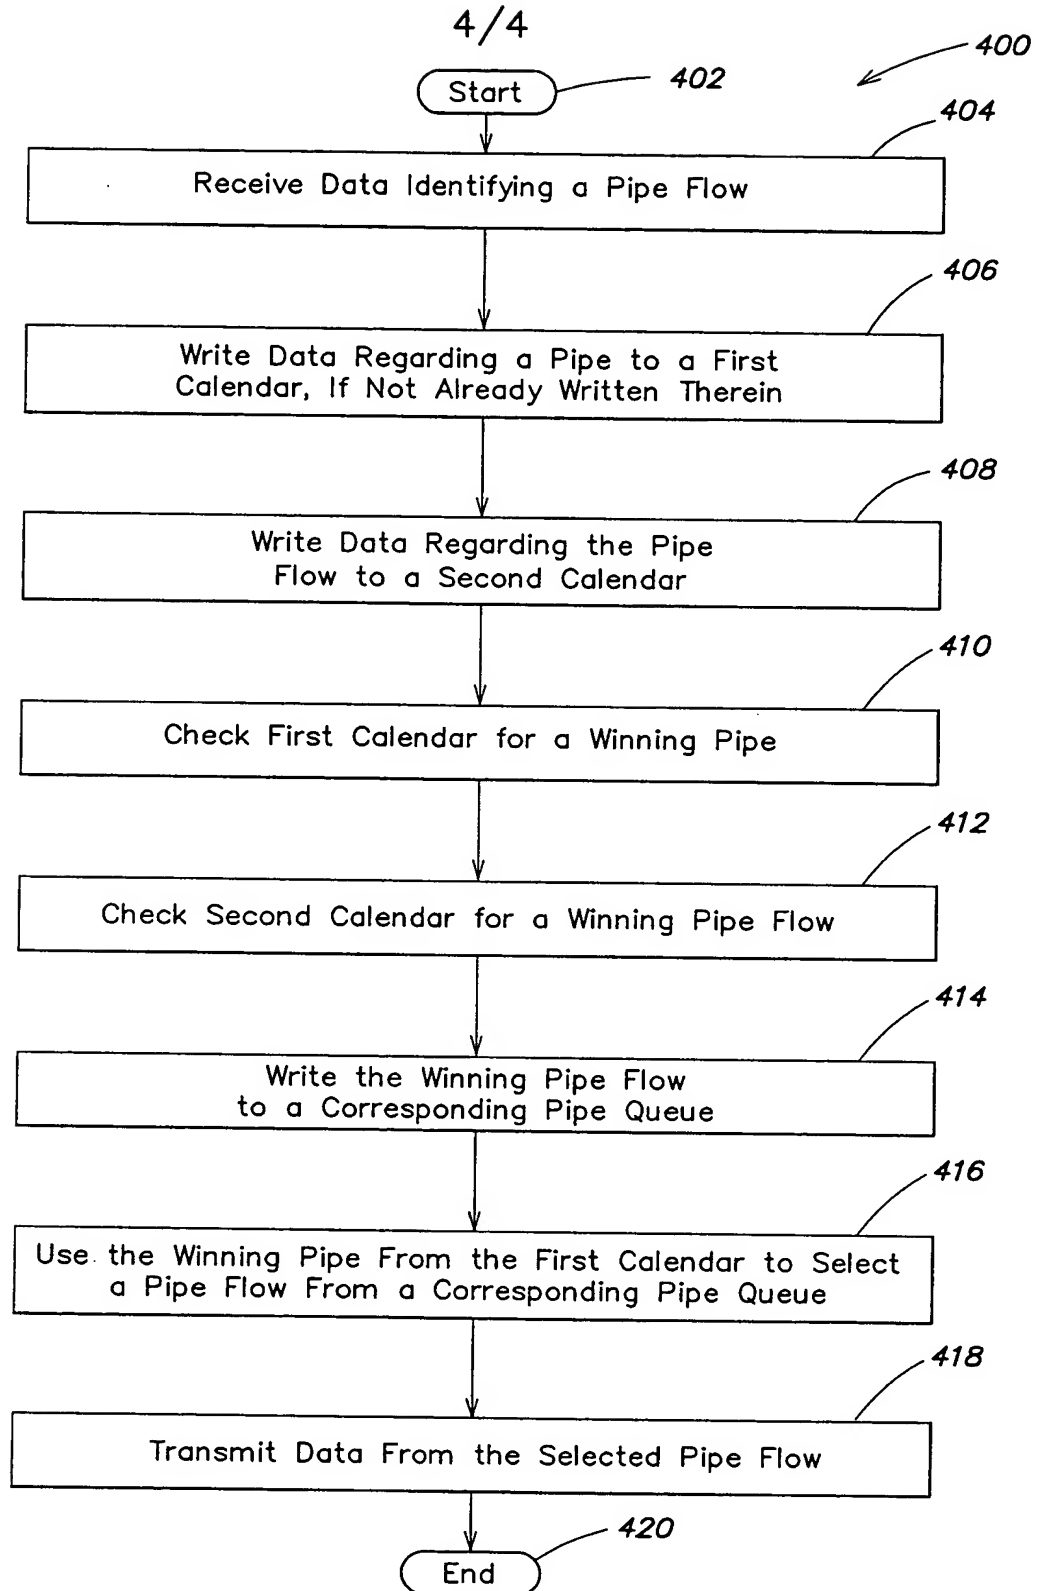 4/4
400
Start
402
404
Receive Data Identifying a Pipe Flow
406
Write Data Regarding a Pipe to a First
Calendar, If Not Already Written Therein
408
Write Data Regarding the Pipe
Flow to a Second Calendar
410
Check First Calendar for a Winning Pipe
412
Check Second Calendar for a Winning Pipe Flow
414
Write the Winning Pipe Flow
to a Corresponding Pipe Queue
416
Use the Winning Pipe From the First Calendar to Select
a Pipe Flow From a Corresponding Pipe Queue
418
Transmit Data From the Selected Pipe Flow
420
End